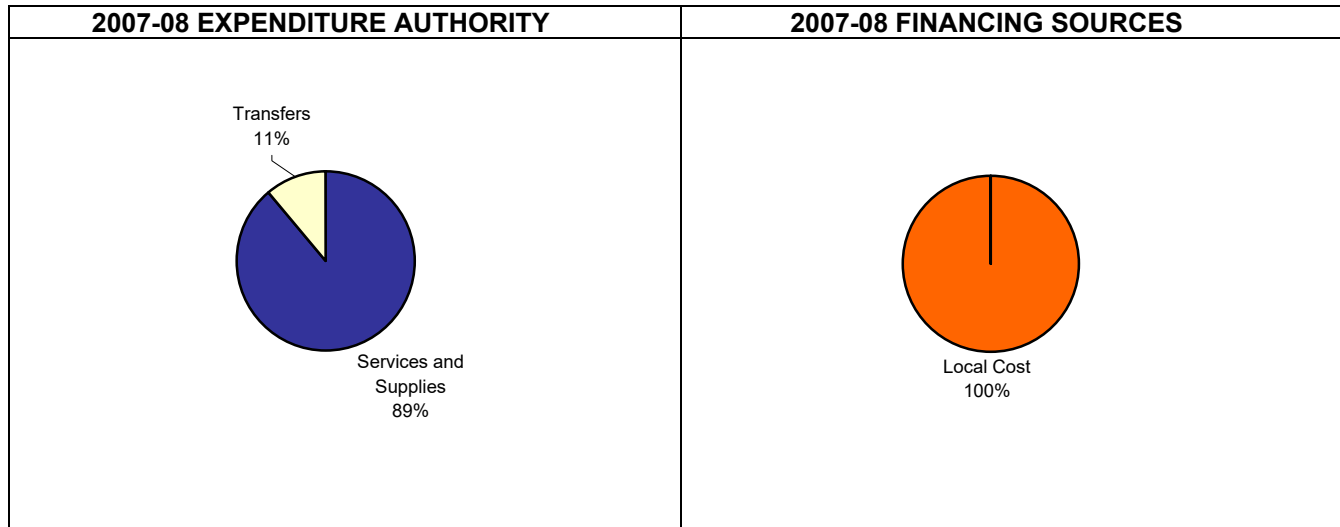 2007-08 EXPENDITURE AUTHORITY
2007-08 FINANCING SOURCES
Transfers
11%
Services and
Supplies
89%
Local Cost
100%